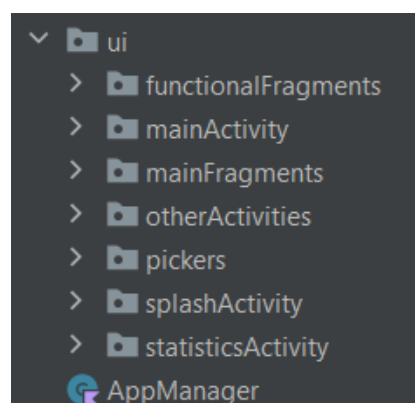 ui
functionalFragments
mainActivity
mainFragments
otherActivities
pickers
splashActivity
statisticsActivity
AppManager